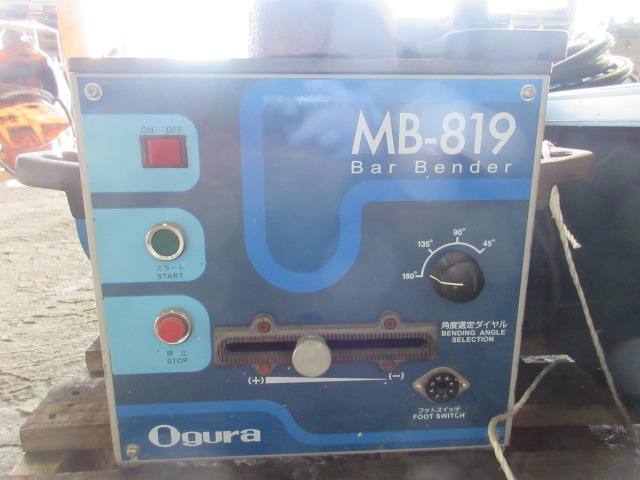 ON OFF
MB-819
Bar Bender
スタート
START
停止
STOP
180° 135° 90° 45°
角度選定ダイヤル
BENDING ANGLE
SELECTION
(+) (−)
フットスイッチ
FOOT SWITCH
Ogura